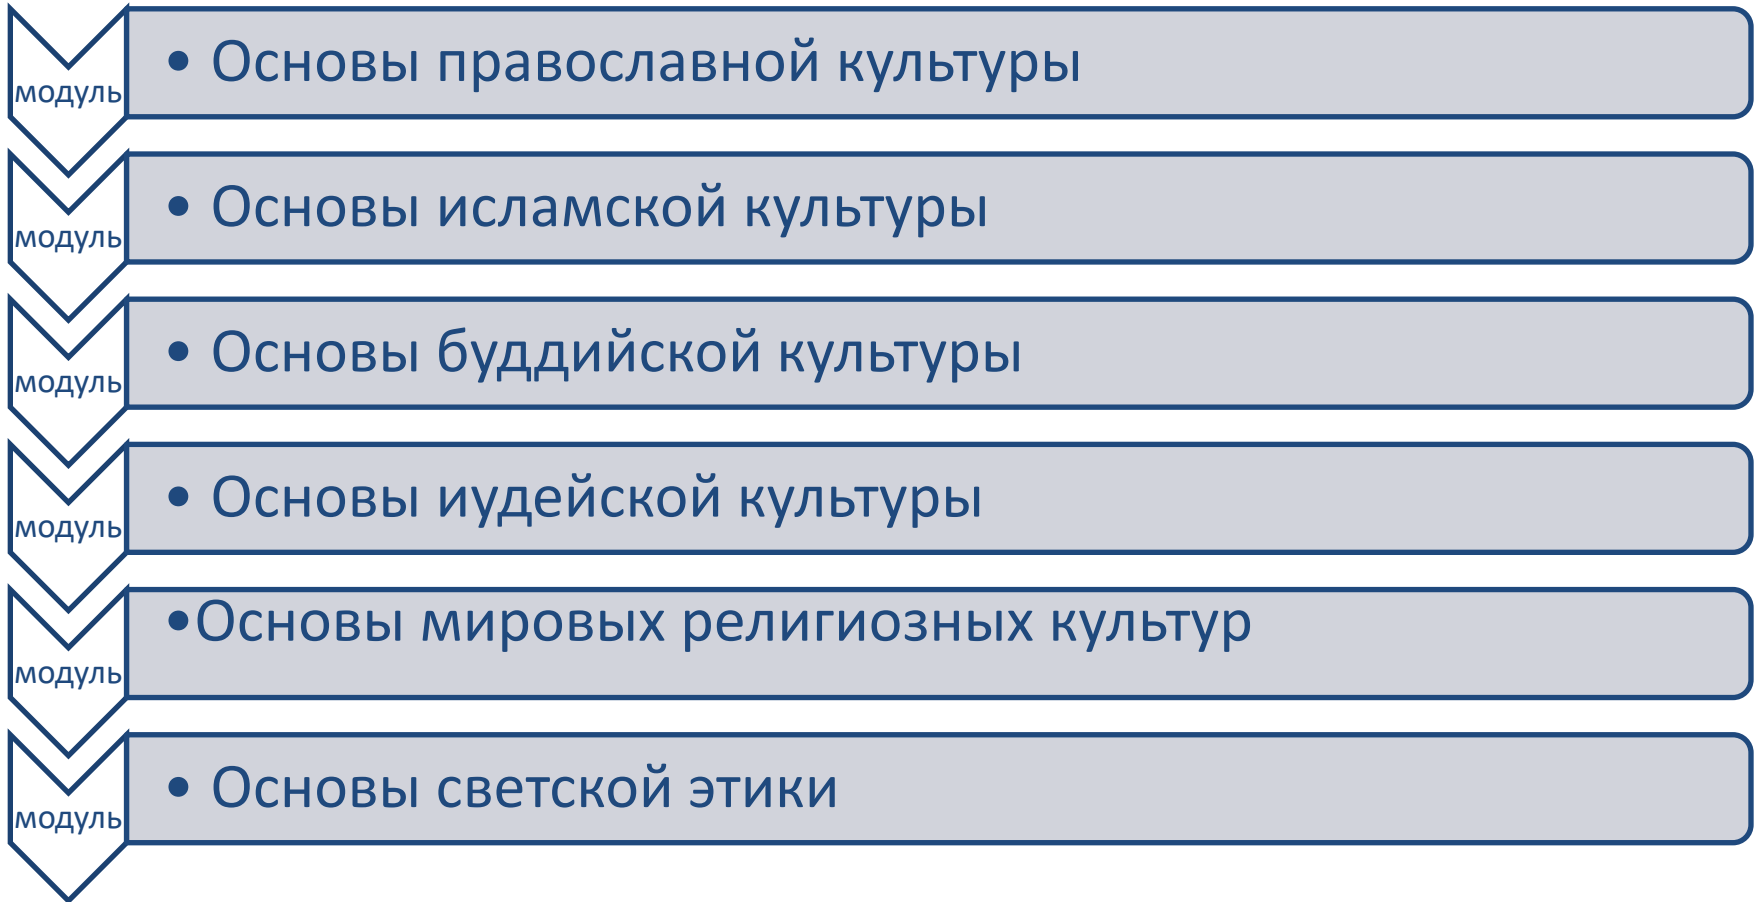 модуль
• Основы православной культуры
модуль
• Основы исламской культуры
модуль
• Основы буддийской культуры
модуль
• Основы иудейской культуры
модуль
•Основы мировых религиозных культур
модуль
• Основы светской этики